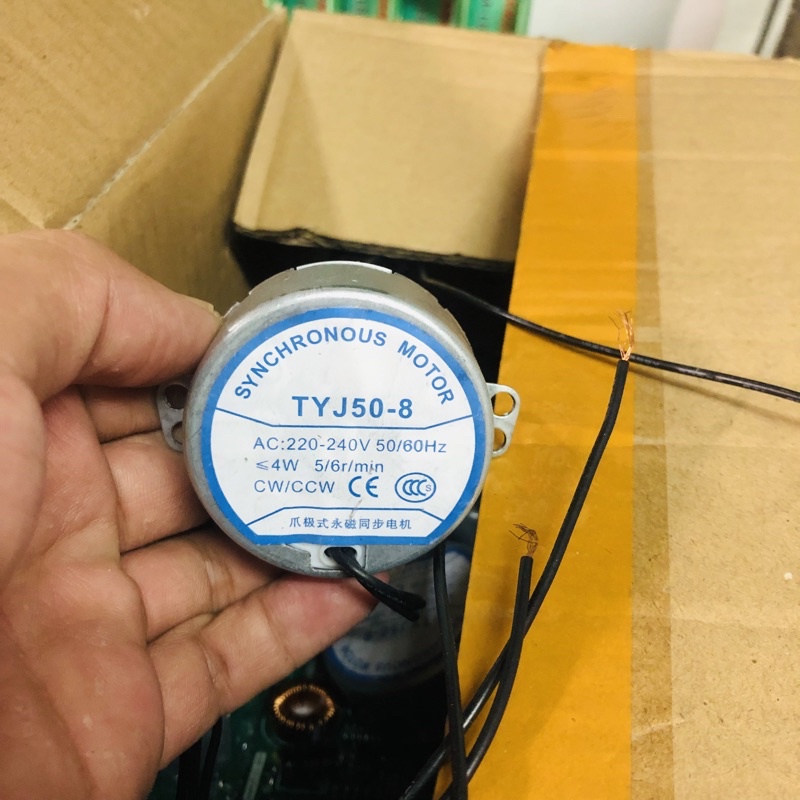 SYNCHRONOUS MOTOR
TYJ50-8
AC:220-240V 50/60Hz
≤4W 5/6r/min
CW/CCW CE CCC S
爪极式永磁同步电机